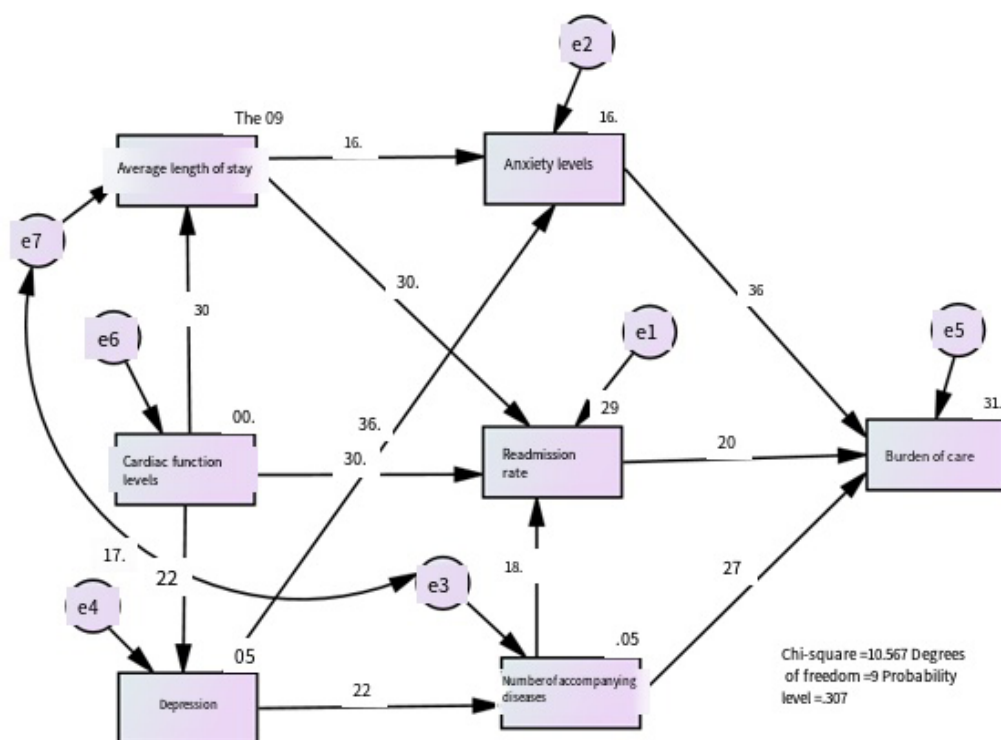 e2
The 09
16.
16.
Average length of stay
Anxiety levels
e7
30.
36
30
e6
e1
e5
00.
36.
29
31.
Cardiac function
levels
30.
Readmission
rate
20
Burden of care
17.
22
18.
27
e3
e4
05
.05
Chi-square =10.567 Degrees
of freedom =9 Probability
level =.307
Depression
22
Number of accompanying
diseases